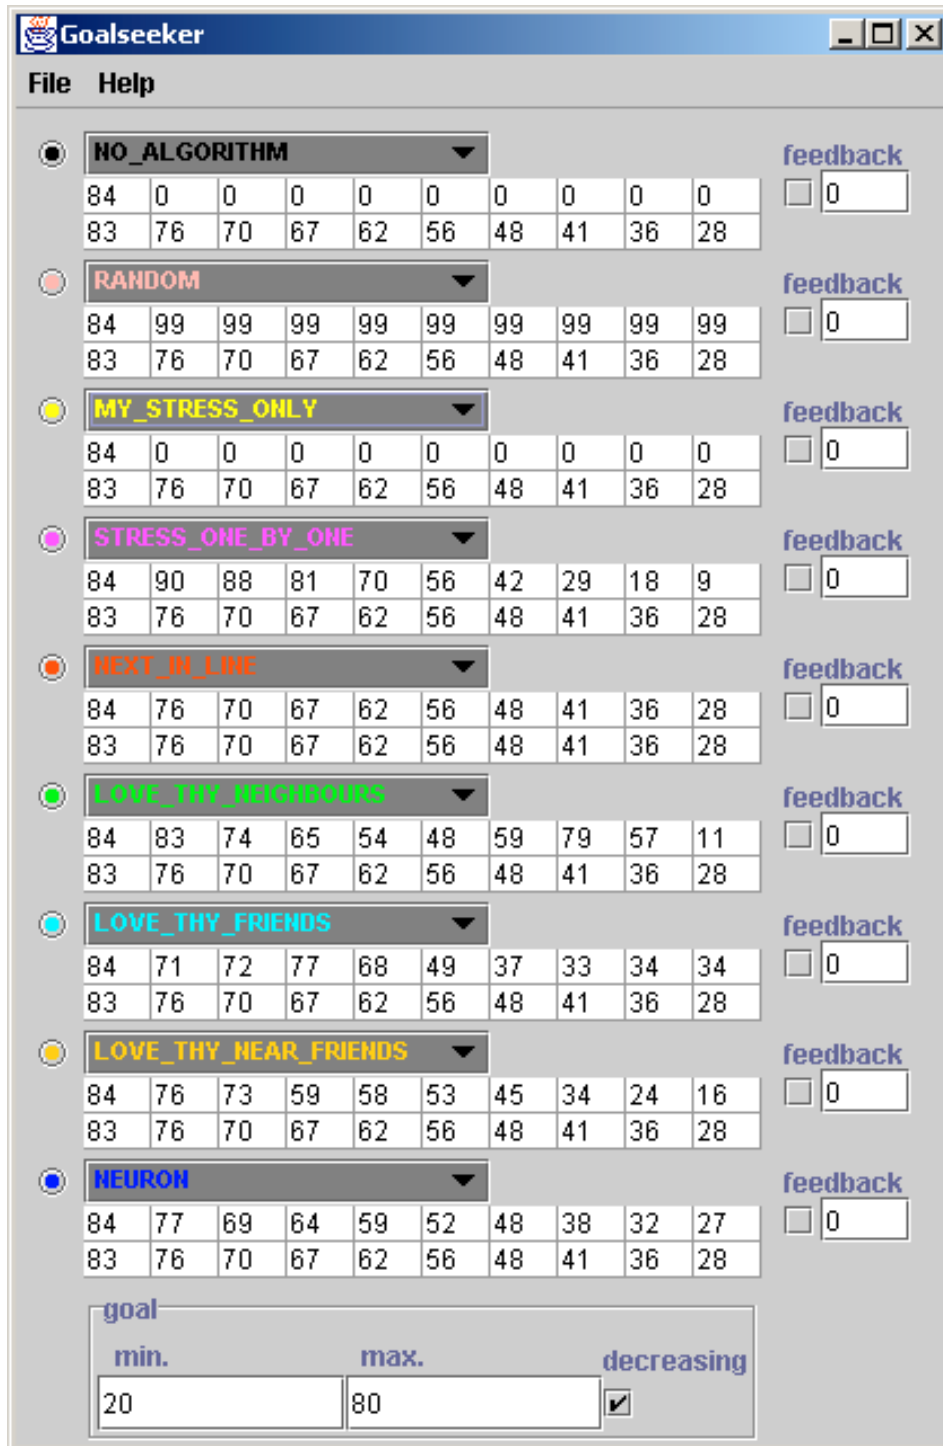 Goalseeker
File Help
NO_ALGORITHM feedback
84 0 0 0 0 0 0 0 0 0 0
83 76 70 67 62 56 48 41 36 28
RANDOM feedback
84 99 99 99 99 99 99 99 99 99 0
83 76 70 67 62 56 48 41 36 28
MY_STRESS_ONLY feedback
84 0 0 0 0 0 0 0 0 0 0
83 76 70 67 62 56 48 41 36 28
STRESS_ONE_BY_ONE feedback
84 90 88 81 70 56 42 29 18 9 0
83 76 70 67 62 56 48 41 36 28
NEXT_IN_LINE feedback
84 76 70 67 62 56 48 41 36 28 0
83 76 70 67 62 56 48 41 36 28
LOVE_THY_NEIGHBOURS feedback
84 83 74 65 54 48 59 79 57 11 0
83 76 70 67 62 56 48 41 36 28
LOVE_THY_FRIENDS feedback
84 71 72 77 68 49 37 33 34 34 0
83 76 70 67 62 56 48 41 36 28
LOVE_THY_NEAR_FRIENDS feedback
84 76 73 59 58 53 45 34 24 16 0
83 76 70 67 62 56 48 41 36 28
NEURON feedback
84 77 69 64 59 52 48 38 32 27 0
83 76 70 67 62 56 48 41 36 28
goal
min. max. decreasing
20 80